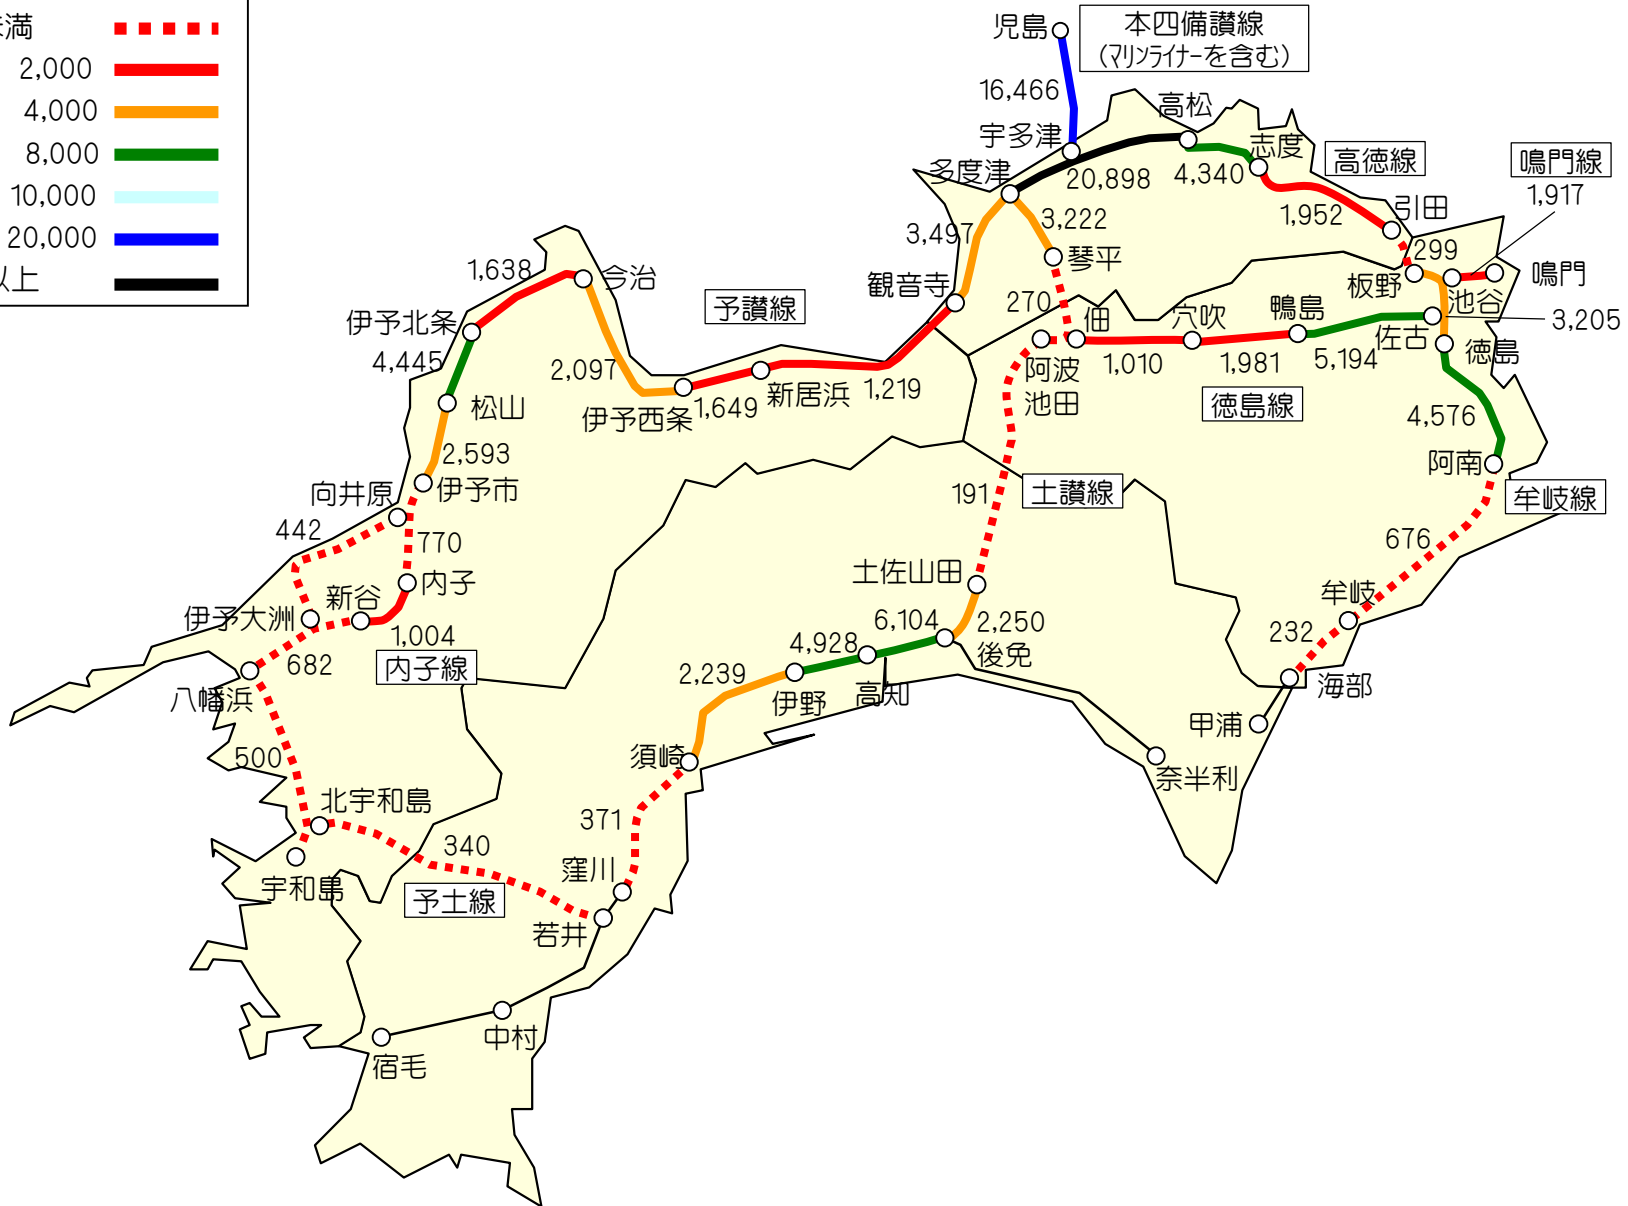 満
2,000
4,000
8,000
10,000
20,000
以上
児島
本四備讃線
(マリンライナーを含む)
16,466
高松
宇多津
志度
多度津
高徳線
鳴門線
20,898
4,340
1,917
1,952
引田
3,222
3,497
299
琴平
鳴門
板野
池谷
1,638
今治
観音寺
予讃線
270
佃
穴吹
鴨島
3,205
伊予北条
佐古
徳島
4,445
2,097
阿波
池田
1,010
1,981
5,194
新居浜
1,219
1,649
伊予西条
松山
徳島線
4,576
2,593
阿南
伊予市
向井原
191
土讃線
牟岐線
442
770
676
土佐山田
内子
新谷
伊予大洲
牟岐
1,004
6,104
2,250
232
4,928
後免
682
内子線
2,239
高知
伊野
海部
八幡浜
甲浦
500
須崎
奈半利
北宇和島
371
340
窪川
宇和島
予土線
若井
中村
宿毛